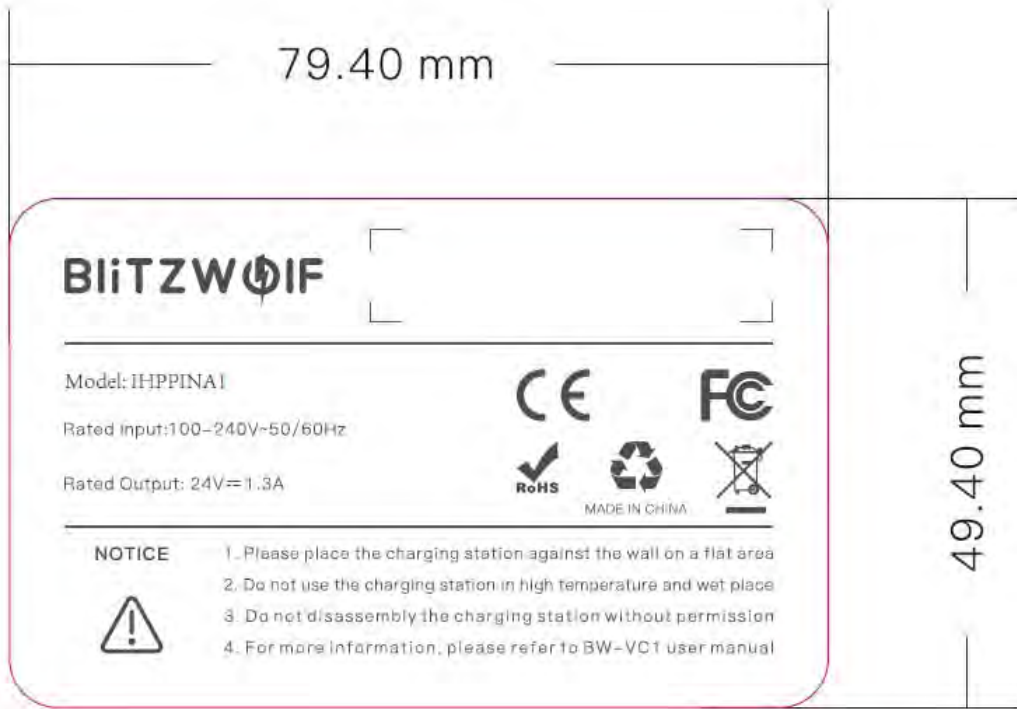 79.40 mm
BliTZWOlF
Model: IHPPINA1
Rated input:100-240V~50/60Hz
Rated Output: 24V⎓1.3A
CE
FC
RoHS
MADE IN CHINA
NOTICE
1. Please place the charging station against the wall on a flat area
2. Do not use the charging station in high temperature and wet place
3. Do not disassembly the charging station without permission
4. For more information, please refer to BW-VC1 user manual
49.40 mm